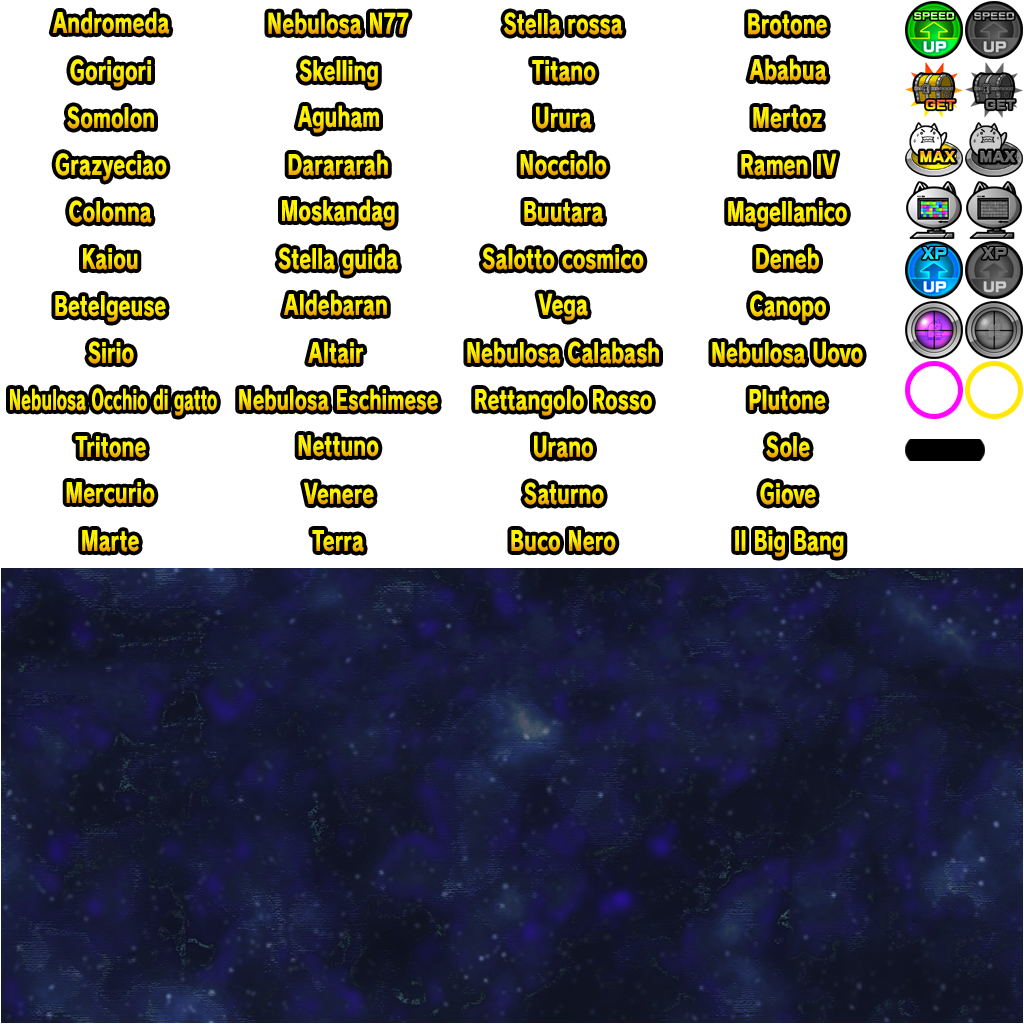 Andromeda Nebulosa N77 Stella rossa Brotone SPEED UP SPEED UP
Gorigori Skelling Titano Ababua GET GET
Somolon Aguham Urura Mertoz MAX MAX
Grazyeciao Darararah Nocciolo Ramen IV
Colonna Moskandag Buutara Magellanico
Kaiou Stella guida Salotto cosmico Deneb XP UP XP UP
Betelgeuse Aldebaran Vega Canopo
Sirio Altair Nebulosa Calabash Nebulosa Uovo
Nebulosa Occhio di gatto Nebulosa Eschimese Rettangolo Rosso Plutone
Tritone Nettuno Urano Sole
Mercurio Venere Saturno Giove
Marte Terra Buco Nero Il Big Bang